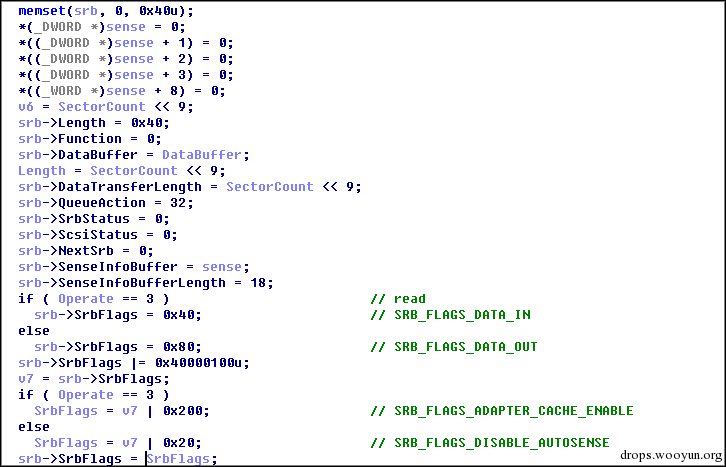 memset(srb, 0, 0x40u);
*(_DWORD *)sense = 0;
*((_DWORD *)sense + 1) = 0;
*((_DWORD *)sense + 2) = 0;
*((_DWORD *)sense + 3) = 0;
*((_WORD *)sense + 8) = 0;
v6 = SectorCount << 9;
srb->Length = 0x40;
srb->Function = 0;
srb->DataBuffer = DataBuffer;
Length = SectorCount << 9;
srb->DataTransferLength = SectorCount << 9;
srb->QueueAction = 32;
srb->SrbStatus = 0;
srb->ScsiStatus = 0;
srb->NextSrb = 0;
srb->SenseInfoBuffer = sense;
srb->SenseInfoBufferLength = 18;
if ( Operate == 3 ) // read
srb->SrbFlags = 0x40; // SRB_FLAGS_DATA_IN
else
srb->SrbFlags = 0x80; // SRB_FLAGS_DATA_OUT
srb->SrbFlags |= 0x40000100u;
v7 = srb->SrbFlags;
if ( Operate == 3 )
SrbFlags = v7 | 0x200; // SRB_FLAGS_ADAPTER_CACHE_ENABLE
else
SrbFlags = v7 | 0x20; // SRB_FLAGS_DISABLE_AUTOSENSE
srb->SrbFlags = SrbFlags;
drops.wooyun.org